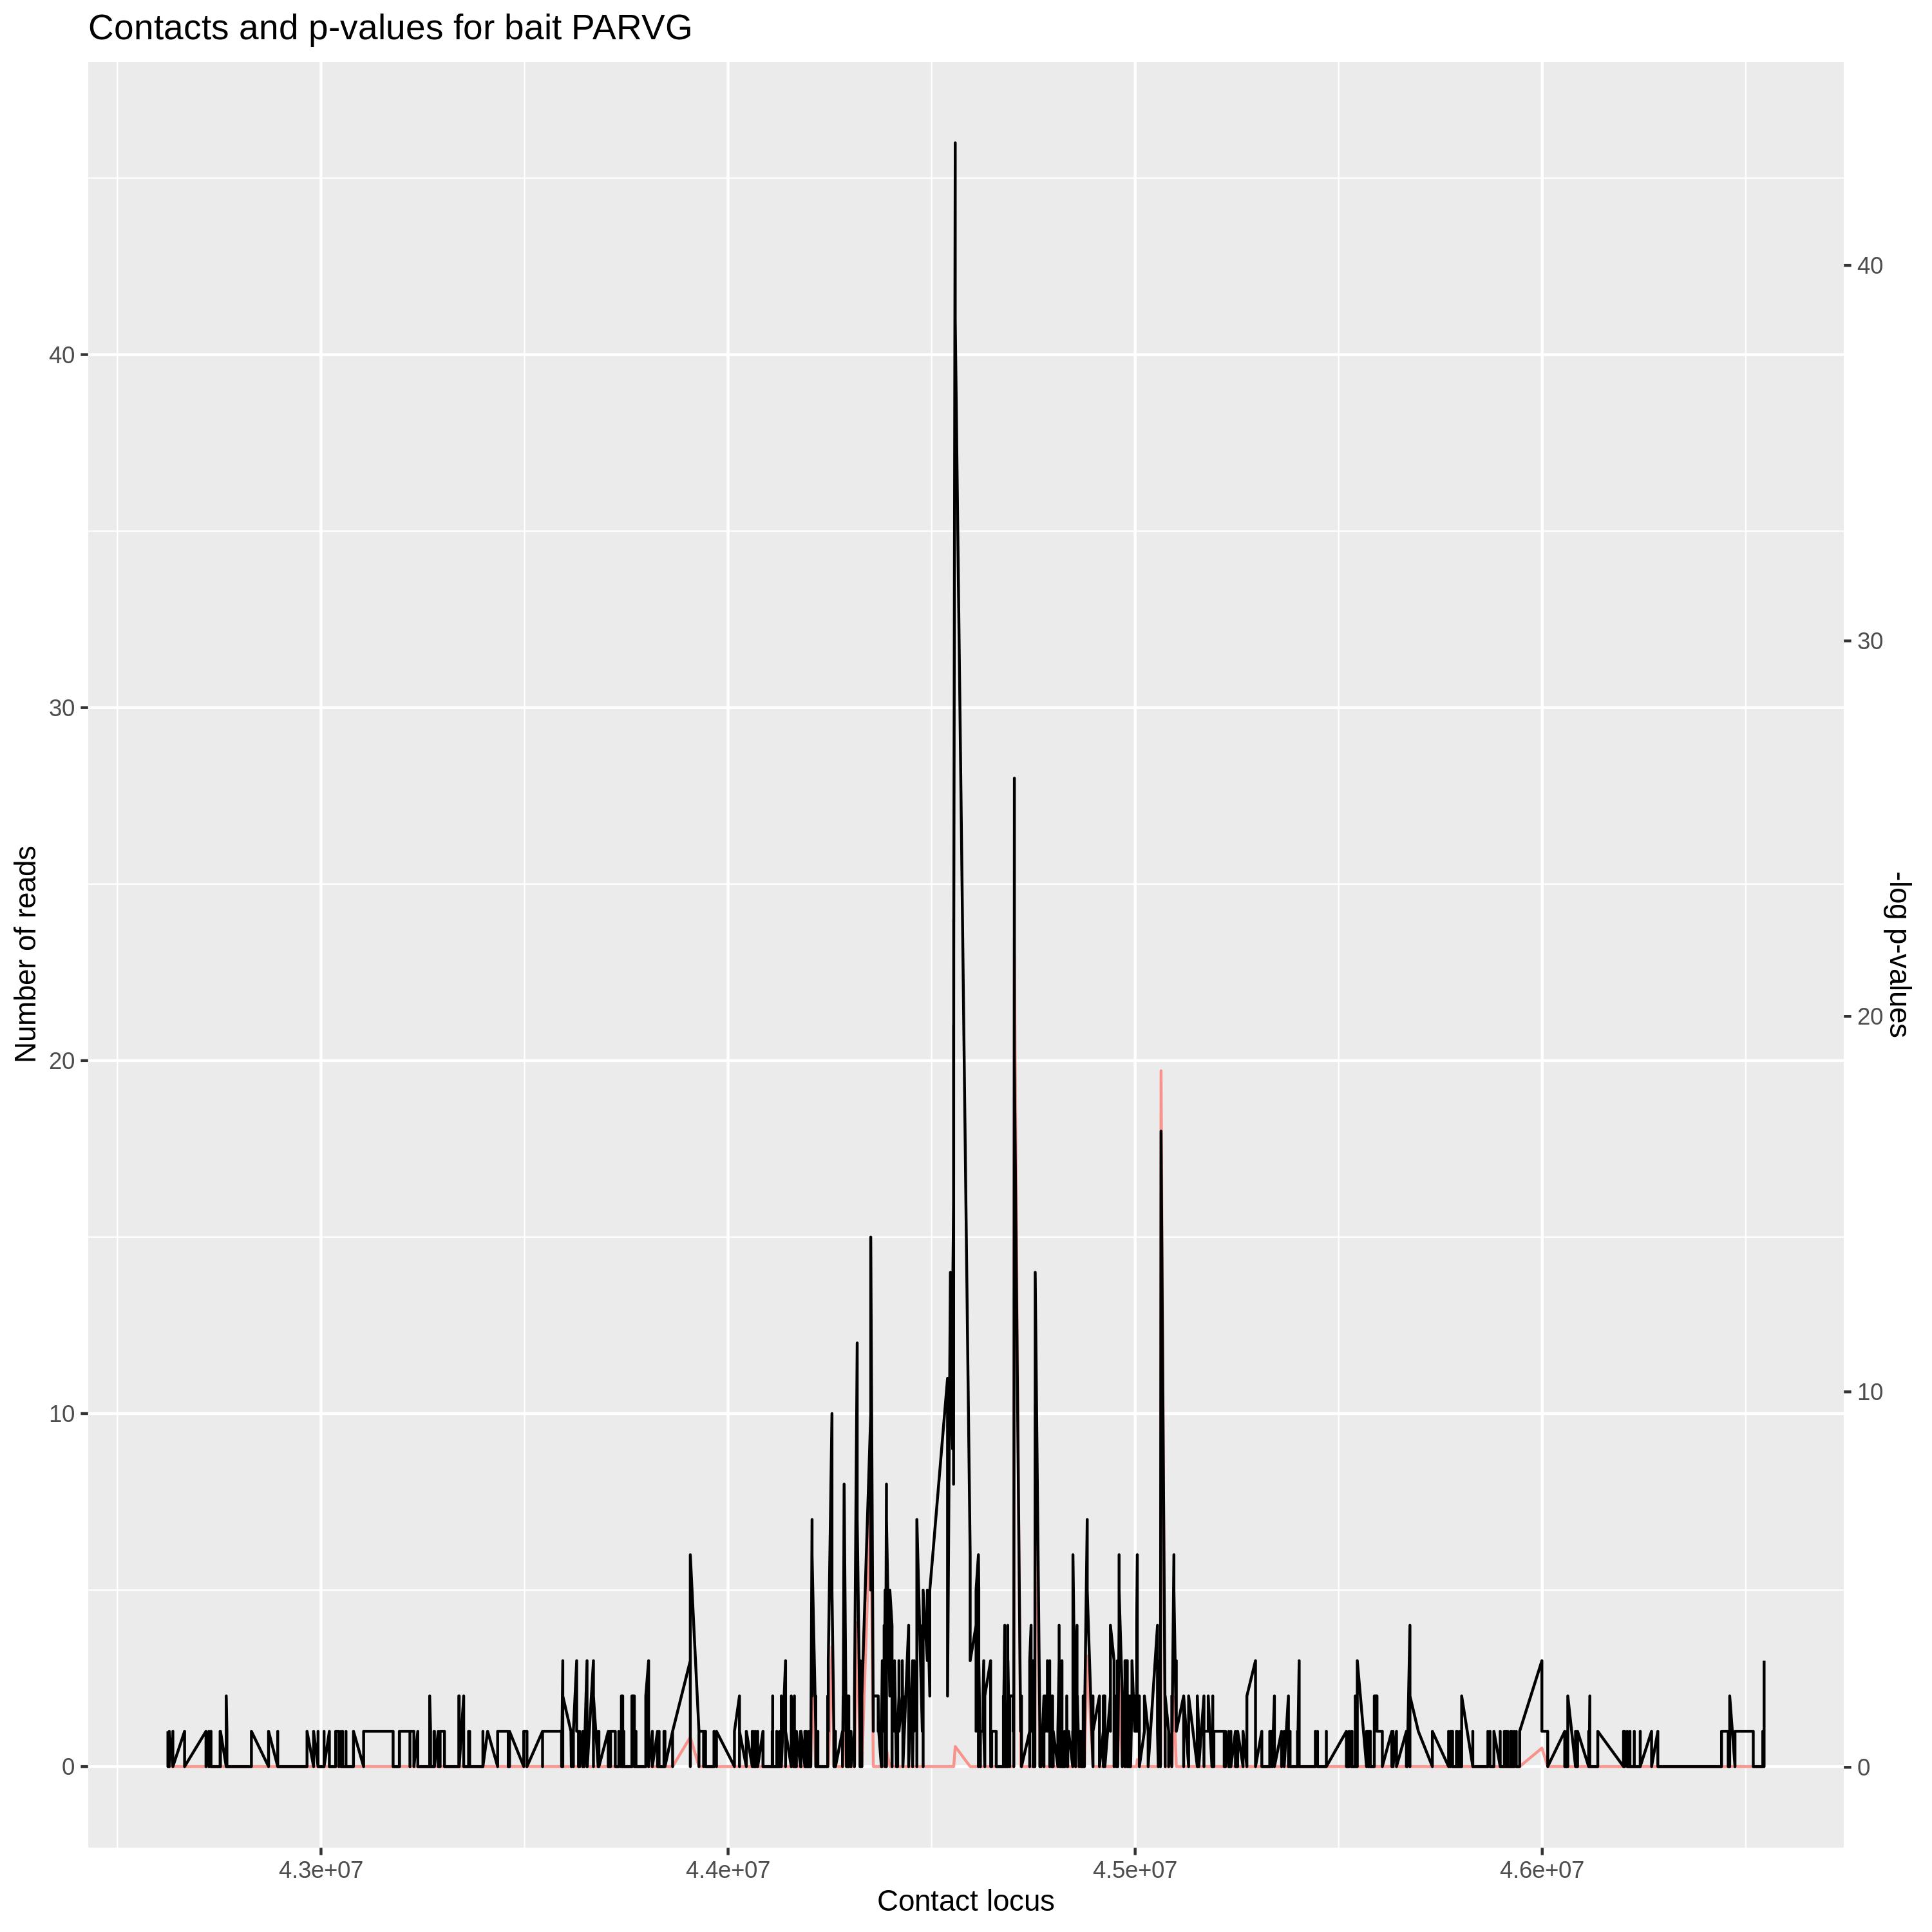 Contacts and p-values for bait PARVG
Number of reads
40
30
20
10
0
40
30
20
10
0
-log p-values
4.3e+07 4.4e+07 4.5e+07 4.6e+07
Contact locus